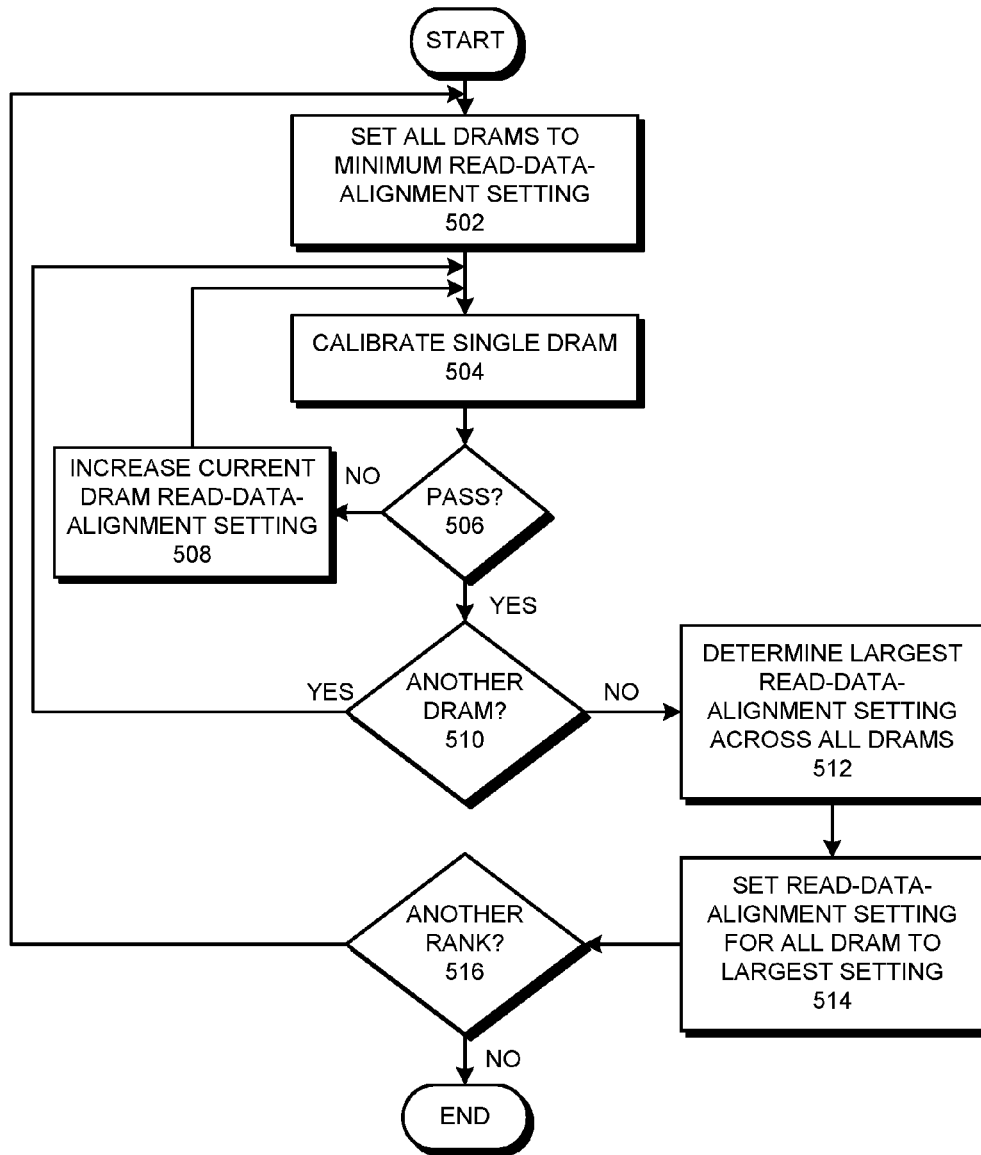 START
SET ALL DRAMS TO
MINIMUM READ-DATA-
ALIGNMENT SETTING
502
CALIBRATE SINGLE DRAM
504
PASS?
506
NO
INCREASE CURRENT
DRAM READ-DATA-
ALIGNMENT SETTING
508
YES
ANOTHER
DRAM?
510
YES
NO
DETERMINE LARGEST
READ-DATA-
ALIGNMENT SETTING
ACROSS ALL DRAMS
512
SET READ-DATA-
ALIGNMENT SETTING
FOR ALL DRAM TO
LARGEST SETTING
514
ANOTHER
RANK?
516
NO
END